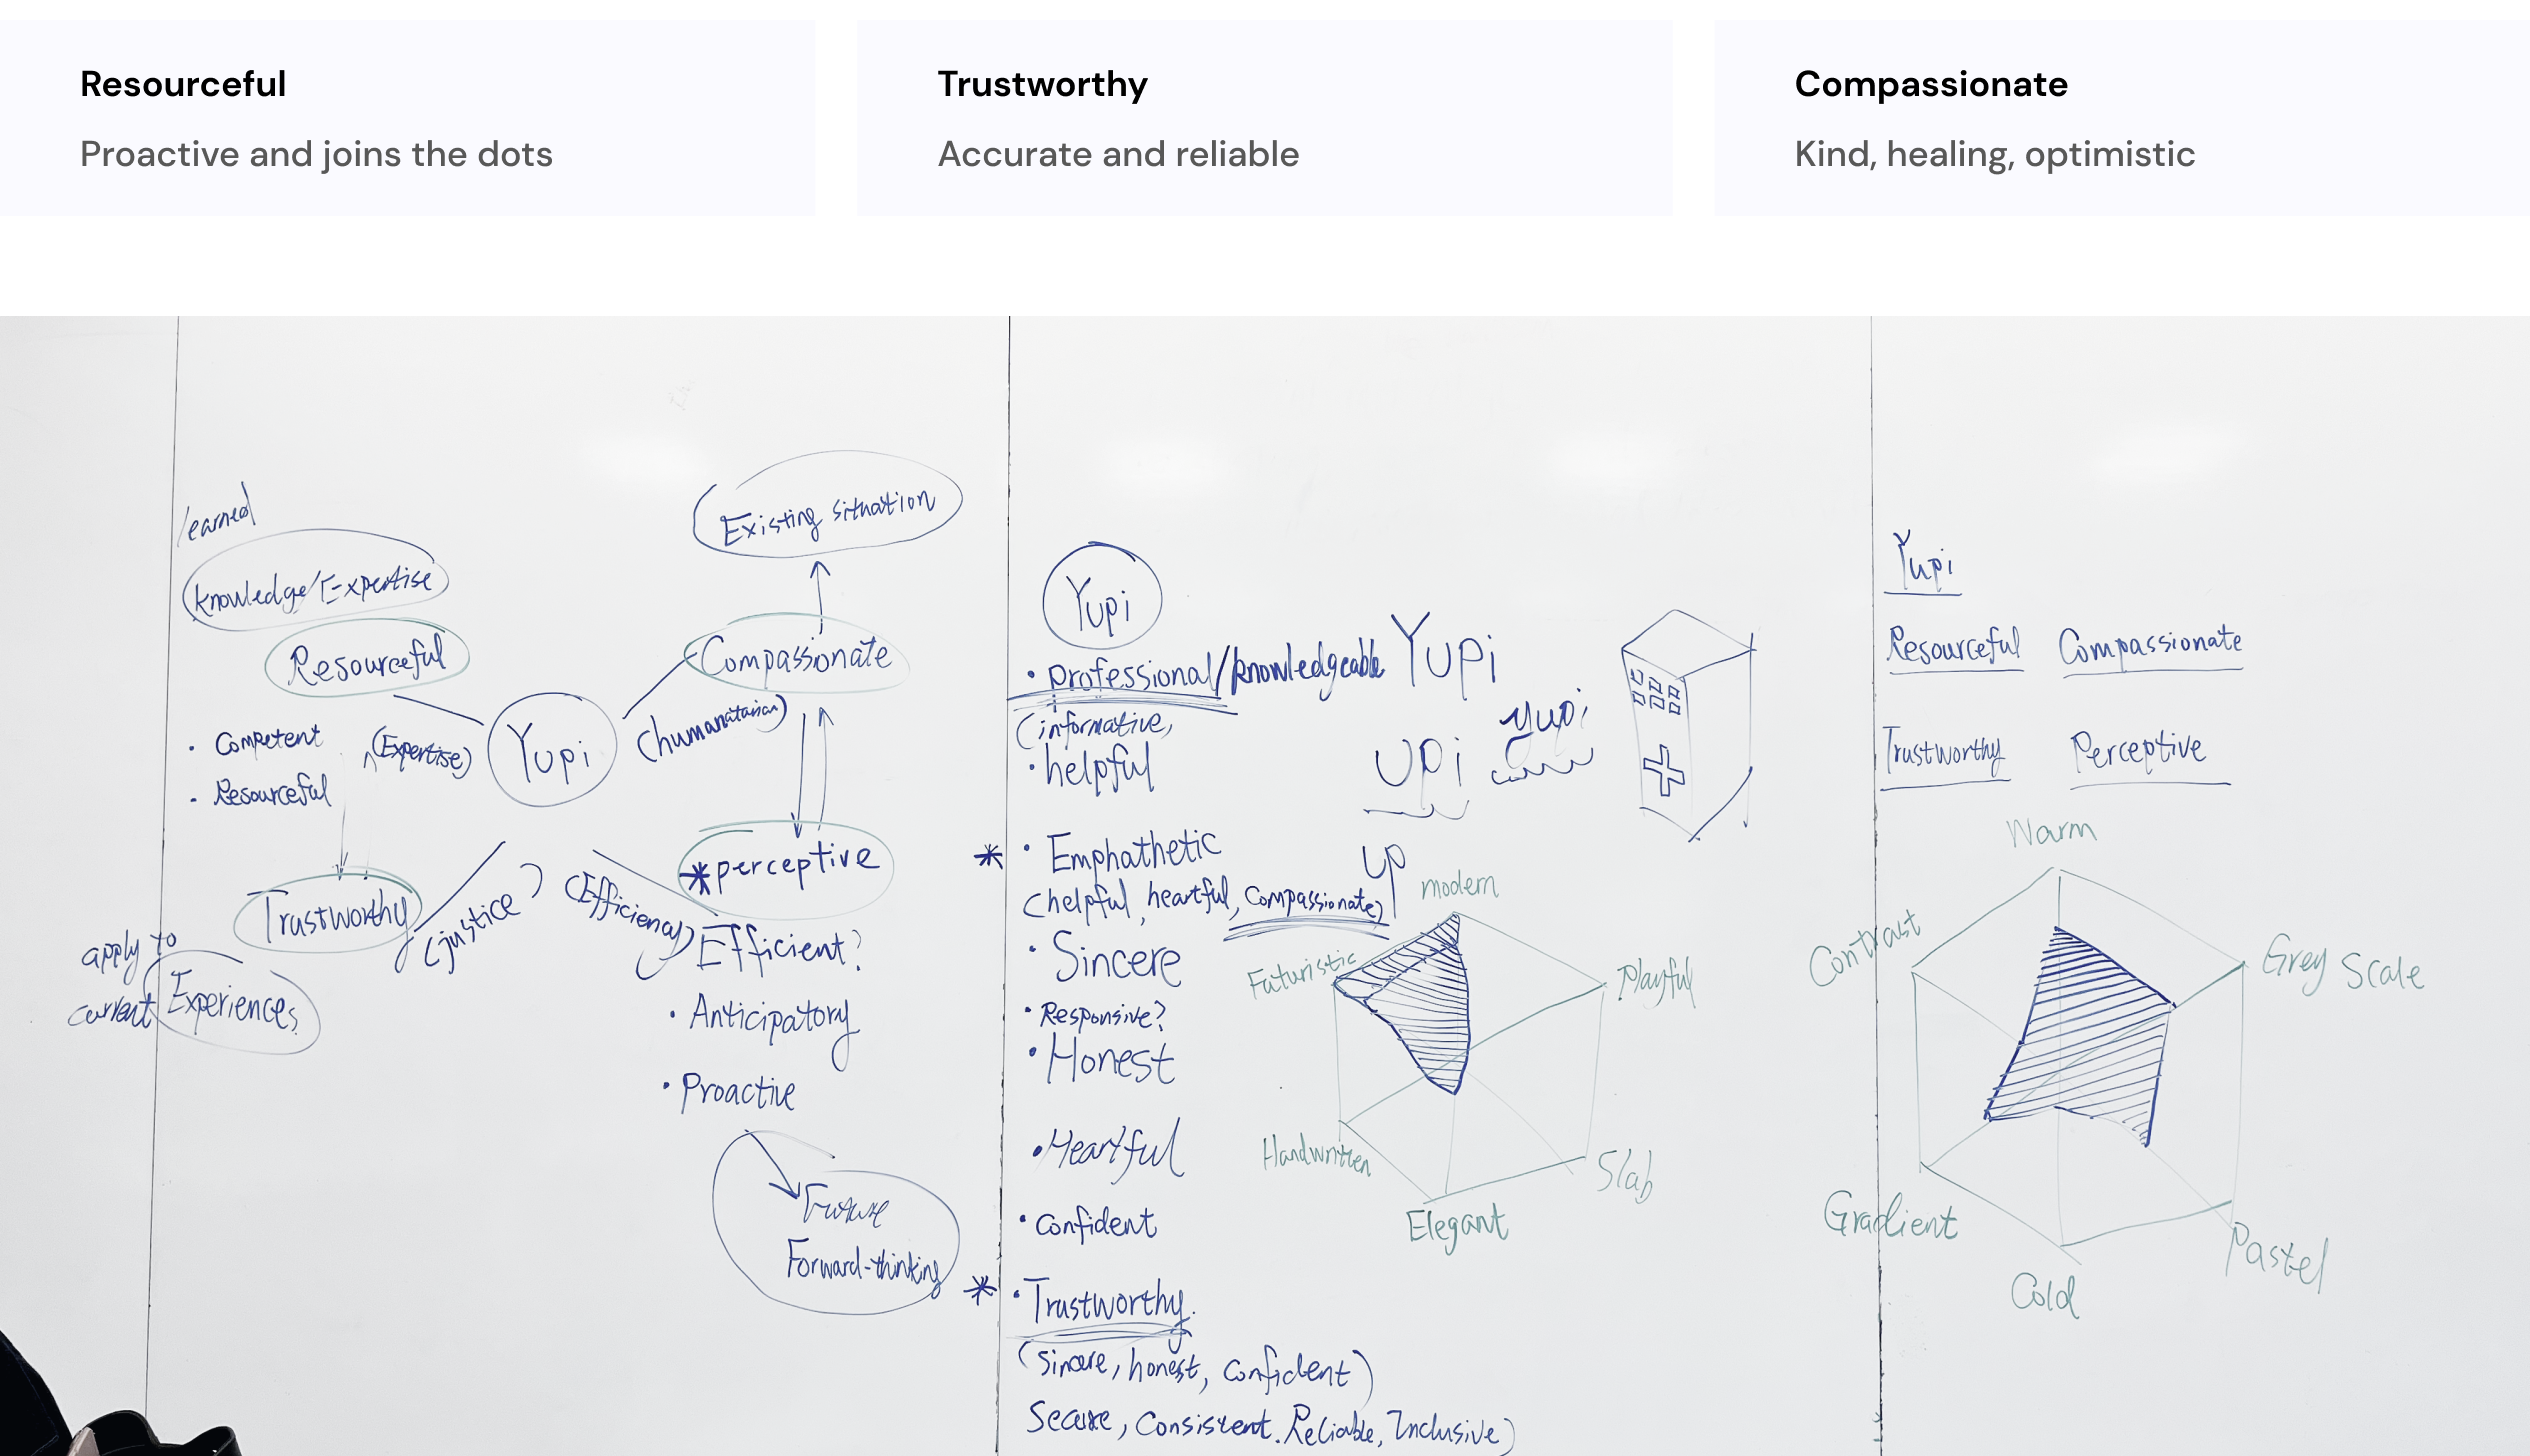 Resourceful
Proactive and joins the dots
Trustworthy
Accurate and reliable
Compassionate
Kind, healing, optimistic
learned
knowledge/Expertise
Resourceful
• Competent
• Resourceful
(Expertise)
Yupi
Existing situation
Compassionate
(humanatarian)
*perceptive
Trustworthy
(justice)
(Efficiency)
apply to
current Experiences
Efficient?
• Anticipatory
• Proactive
Future
Forward-thinking
Yupi
• Professional/knowledgeable
(informative,
• helpful
* • Emphathetic
(helpful, heartful, Compassionate)
• Sincere
• Responsive?
• Honest
• Heartful
• Confident
* • Trustworthy.
(sincere, honest, confident)
Secure, Consistent. Reliable, Inclusive)
Yupi
yupi
UPi
up
modern
Futuristic
Playful
Handwritten
Slab
Elegant
Yupi
Resourceful Compassionate
Trustworthy Perceptive
Warm
Contrast
Grey Scale
Gradient
Pastel
Cold